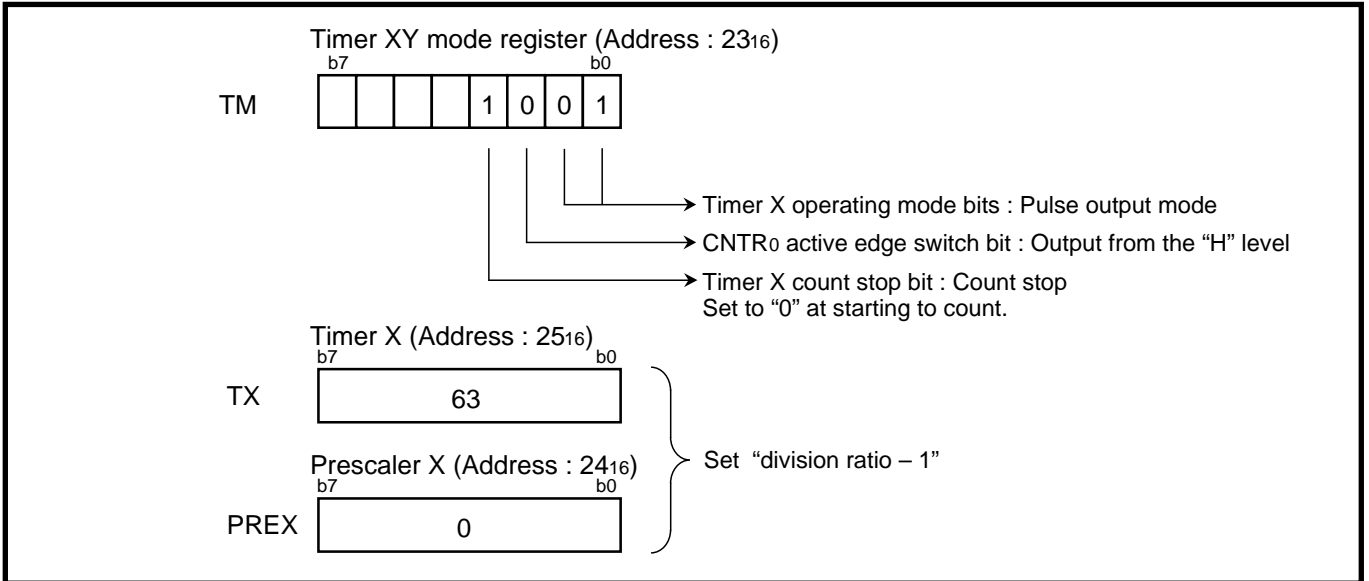 Timer XY mode register (Address : 2316)
b7 b0
TM 1 0 0 1
Timer X operating mode bits : Pulse output mode
CNTR0 active edge switch bit : Output from the “H” level
Timer X count stop bit : Count stop
Set to “0” at starting to count.
Timer X (Address : 2516)
b7 b0
TX 63
Set “division ratio – 1”
Prescaler X (Address : 2416)
b7 b0
PREX 0